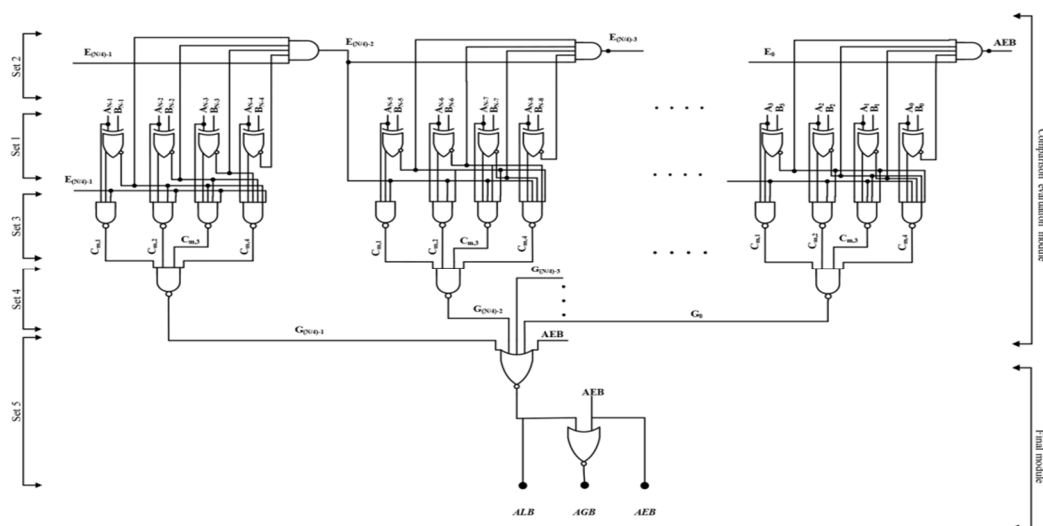 Set 2
Set 1
Set 3
Set 4
Set 5
E(N/4)-1
E(N/4)-2
E(N/4)-3
E0
AEB
AN-1
BN-1
AN-2
BN-2
AN-3
BN-3
AN-4
BN-4
AN-5
BN-5
AN-6
BN-6
AN-7
BN-7
AN-8
BN-8
A3
B3
A2
B2
A1
B1
A0
B0
E(N/4)-1
Cm,1
Cm,2
Cm,3
Cm,4
Cm,1
Cm,2
Cm,3
Cm,4
Cm,1
Cm,2
Cm,3
Cm,4
G(N/4)-1
G(N/4)-2
G0
AEB
AEB
ALB
AGB
AEB
Comparison evaluation module
Final module